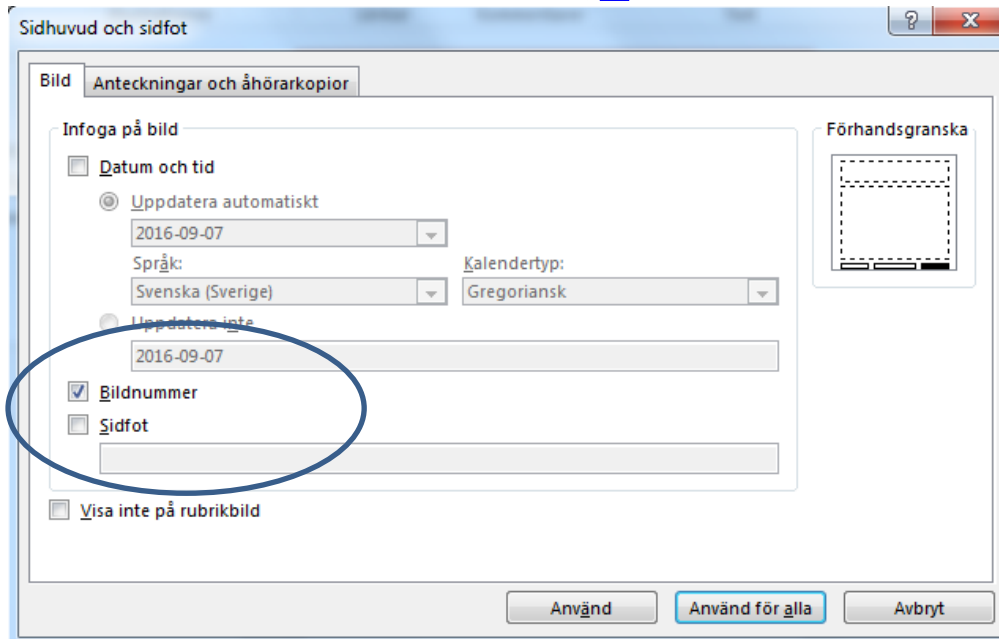 Sidhuvud och sidfot
Bild
Anteckningar och åhörarkopior
Infoga på bild
Förhandsgranska
Datum och tid
Uppdatera automatiskt
2016-09-07
Språk:
Kalendertyp:
Svenska (Sverige)
Gregoriansk
Uppdatera inte
2016-09-07
Bildnummer
Sidfot
Visa inte på rubrikbild
Använd
Använd för alla
Avbryt